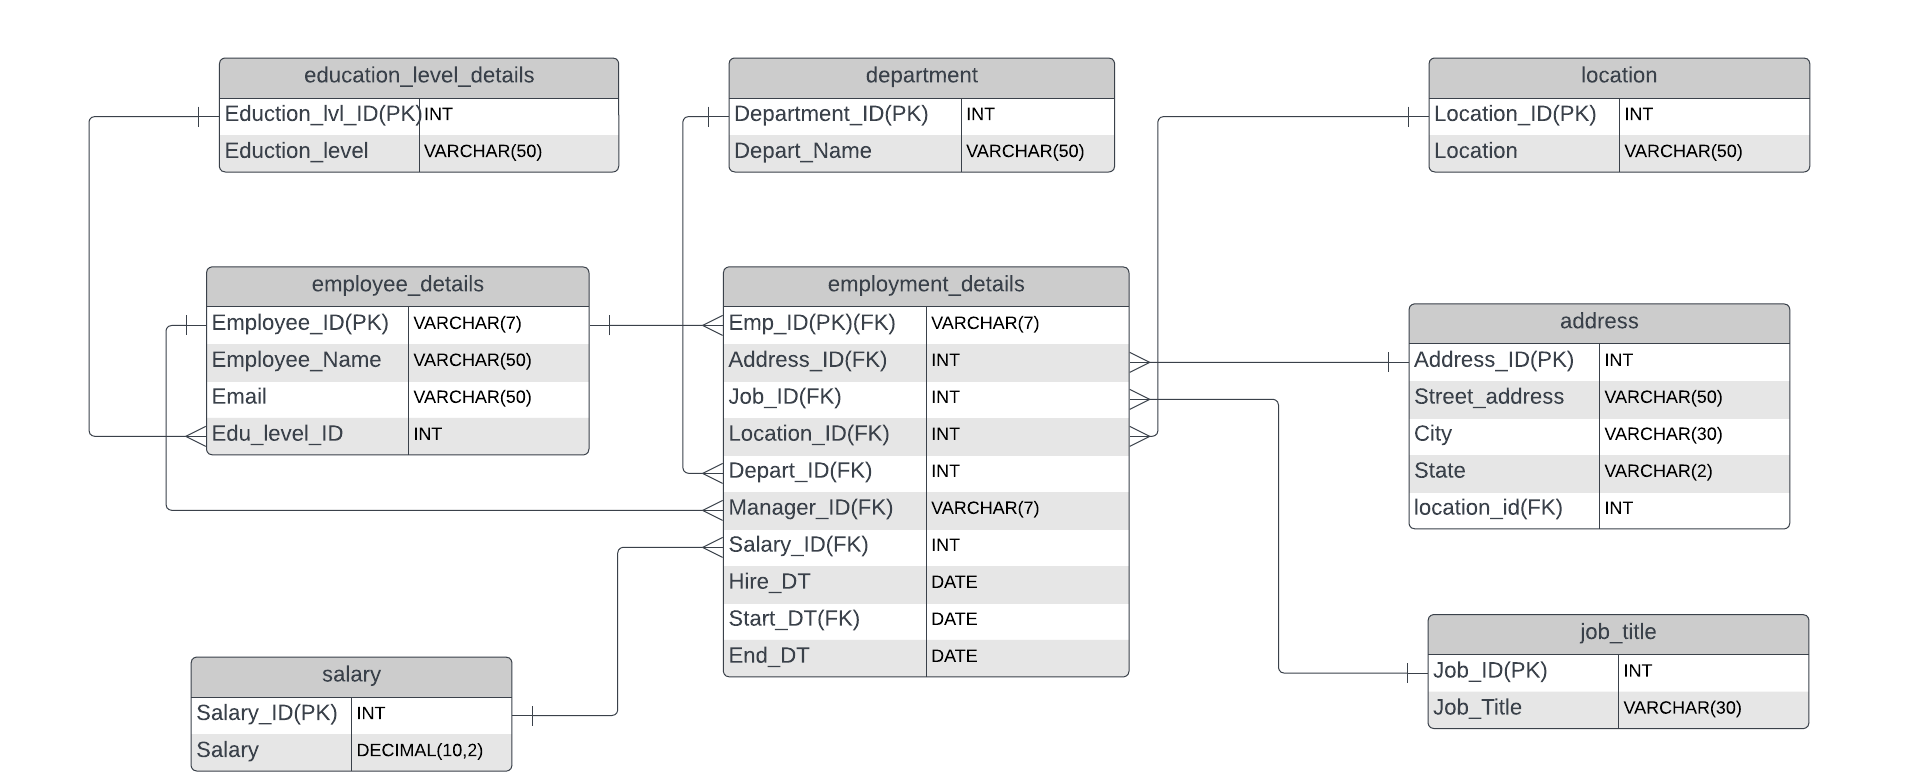 education_level_details
Eduction_lvl_ID(PK) INT
Eduction_level VARCHAR(50)
department
Department_ID(PK) INT
Depart_Name VARCHAR(50)
location
Location_ID(PK) INT
Location VARCHAR(50)
employee_details
Employee_ID(PK) VARCHAR(7)
Employee_Name VARCHAR(50)
Email VARCHAR(50)
Edu_level_ID INT
employment_details
Emp_ID(PK)(FK) VARCHAR(7)
Address_ID(FK) INT
Job_ID(FK) INT
Location_ID(FK) INT
Depart_ID(FK) INT
Manager_ID(FK) VARCHAR(7)
Salary_ID(FK) INT
Hire_DT DATE
Start_DT(FK) DATE
End_DT DATE
address
Address_ID(PK) INT
Street_address VARCHAR(50)
City VARCHAR(30)
State VARCHAR(2)
location_id(FK) INT
salary
Salary_ID(PK) INT
Salary DECIMAL(10,2)
job_title
Job_ID(PK) INT
Job_Title VARCHAR(30)